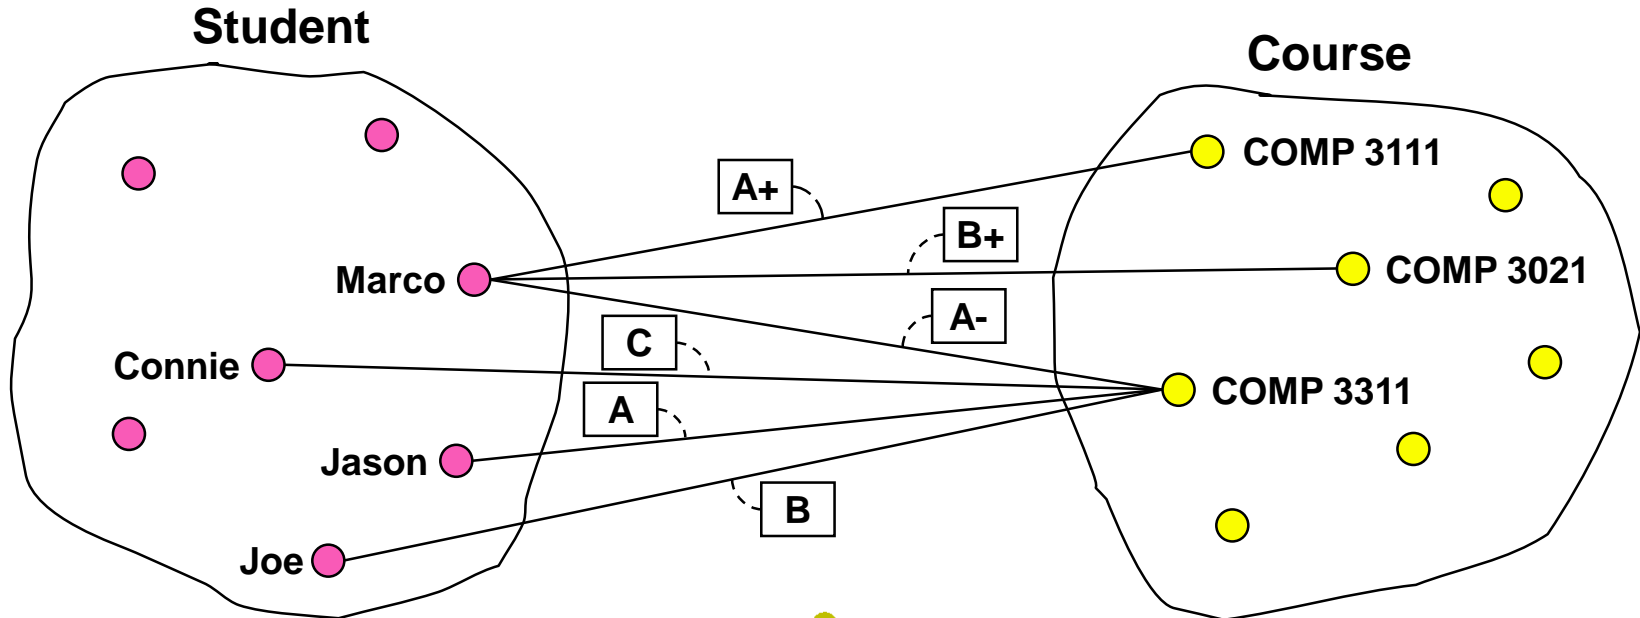 Student
Course
A+
COMP 3111
B+
Marco
COMP 3021
A-
C
Connie
COMP 3311
A
Jason
B
Joe